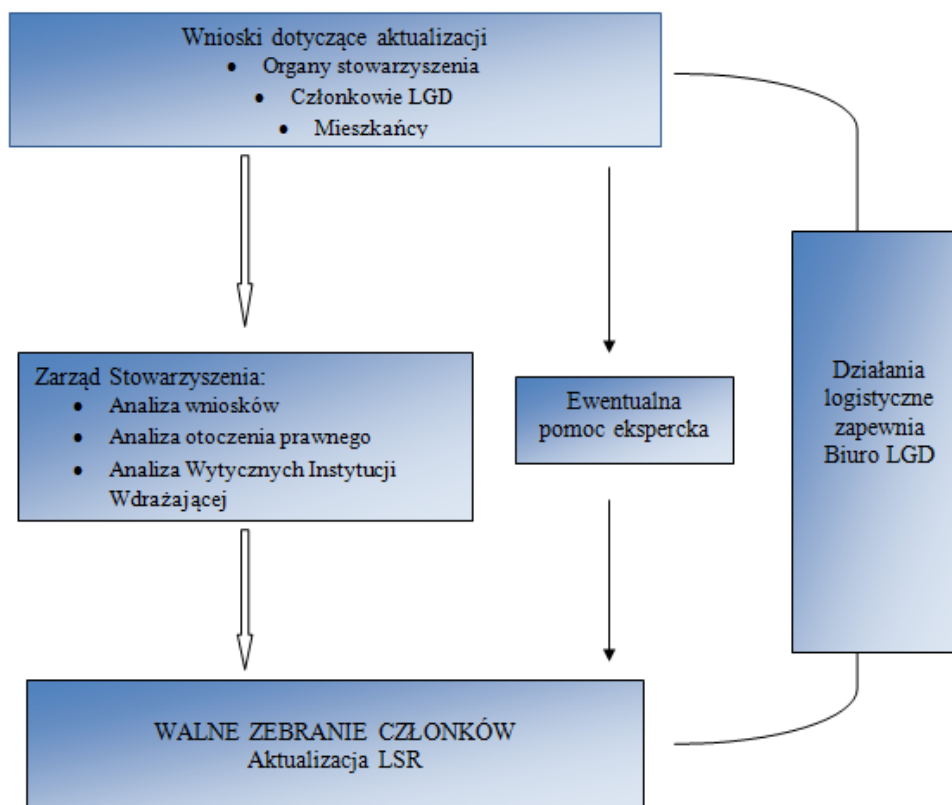 Wnioski dotyczące aktualizacji
• Organy stowarzyszenia
• Członkowie LGD
• Mieszkańcy
Zarząd Stowarzyszenia:
• Analiza wniosków
• Analiza otoczenia prawnego
• Analiza Wytycznych Instytucji
Wdrażającej
Ewentualna
pomoc ekspercka
Działania
logistyczne
zapewnia
Biuro LGD
WALNE ZEBRANIE CZŁONKÓW
Aktualizacja LSR